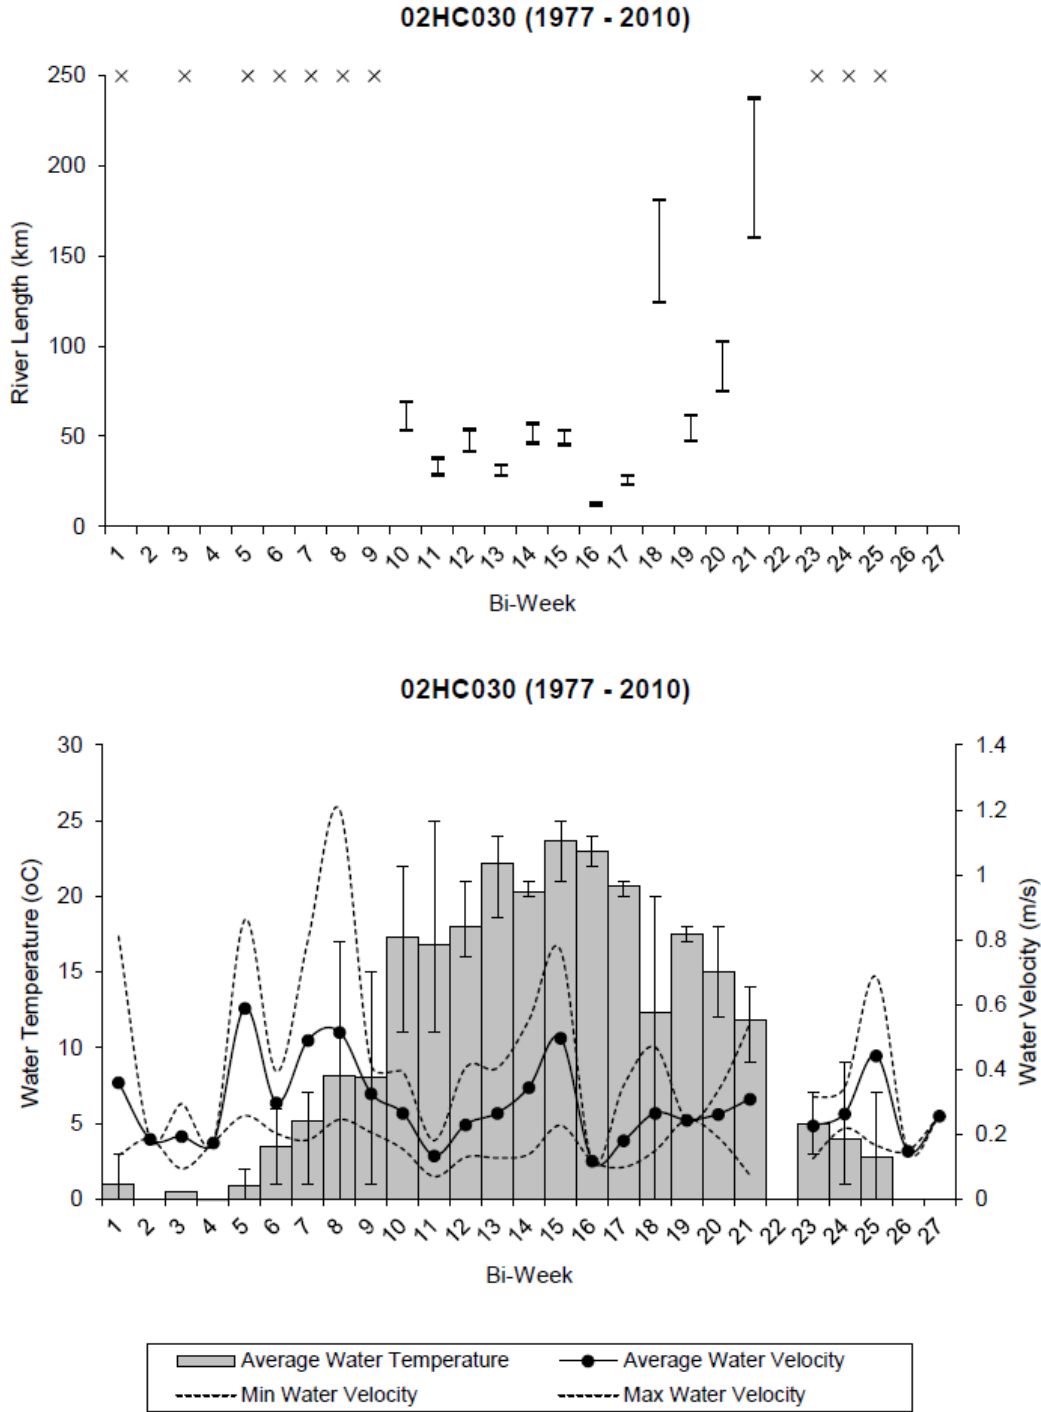 02HC030 (1977 - 2010)
River Length (km)
250
200
150
100
50
0
1 2 3 4 5 6 7 8 9 10 11 12 13 14 15 16 17 18 19 20 21 22 23 24 25 26 27
Bi-Week
02HC030 (1977 - 2010)
Water Temperature (oC)
30
25
20
15
10
5
0
1.4
1.2
1
0.8
0.6
0.4
0.2
0
Water Velocity (m/s)
1 2 3 4 5 6 7 8 9 10 11 12 13 14 15 16 17 18 19 20 21 22 23 24 25 26 27
Bi-Week
Average Water Temperature Average Water Velocity
Min Water Velocity Max Water Velocity